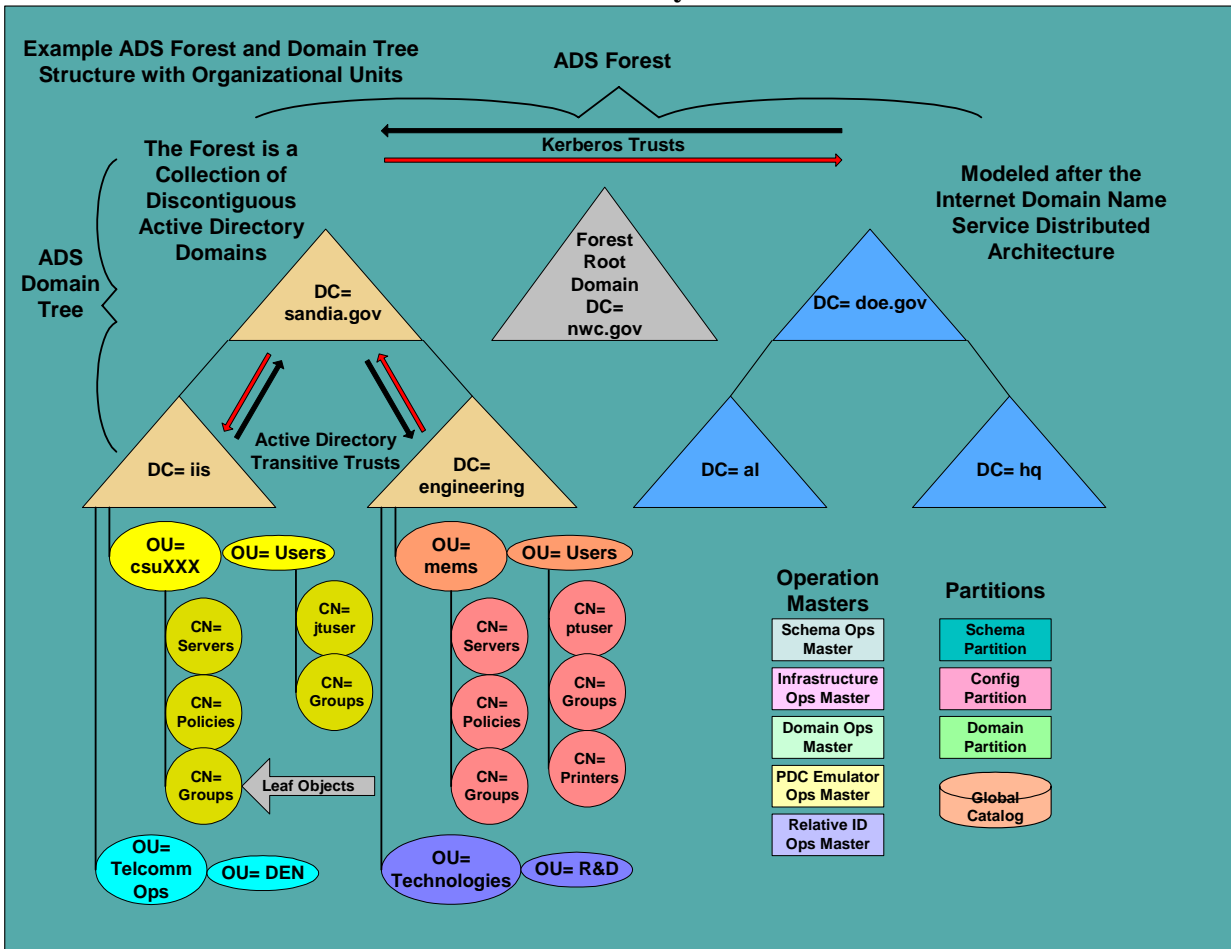 Example ADS Forest and Domain Tree
Structure with Organizational Units
ADS Forest
Kerberos Trusts
The Forest is a
Collection of
Discontiguous
Active Directory
Domains
Modeled after the
Internet Domain Name
Service Distributed
Architecture
ADS
Domain
Tree
DC=
sandia.gov
Forest
Root
Domain
DC=
nwc.gov
DC= doe.gov
Active Directory
Transitive Trusts
DC= iis
DC=
engineering
DC= al
DC= hq
OU=
csuXXX
OU= Users
CN=
Servers
CN=
Policies
CN=
Groups
CN=
jtuser
CN=
Groups
Leaf Objects
OU=
Telcomm
Ops
OU= DEN
OU=
mems
OU= Users
CN=
Servers
CN=
Policies
CN=
Groups
CN=
ptuser
CN=
Groups
CN=
Printers
OU=
Technologies
OU= R&D
Operation
Masters
Schema Ops
Master
Infrastructure
Ops Master
Domain Ops
Master
PDC Emulator
Ops Master
Relative ID
Ops Master
Partitions
Schema
Partition
Config
Partition
Domain
Partition
Global
Catalog